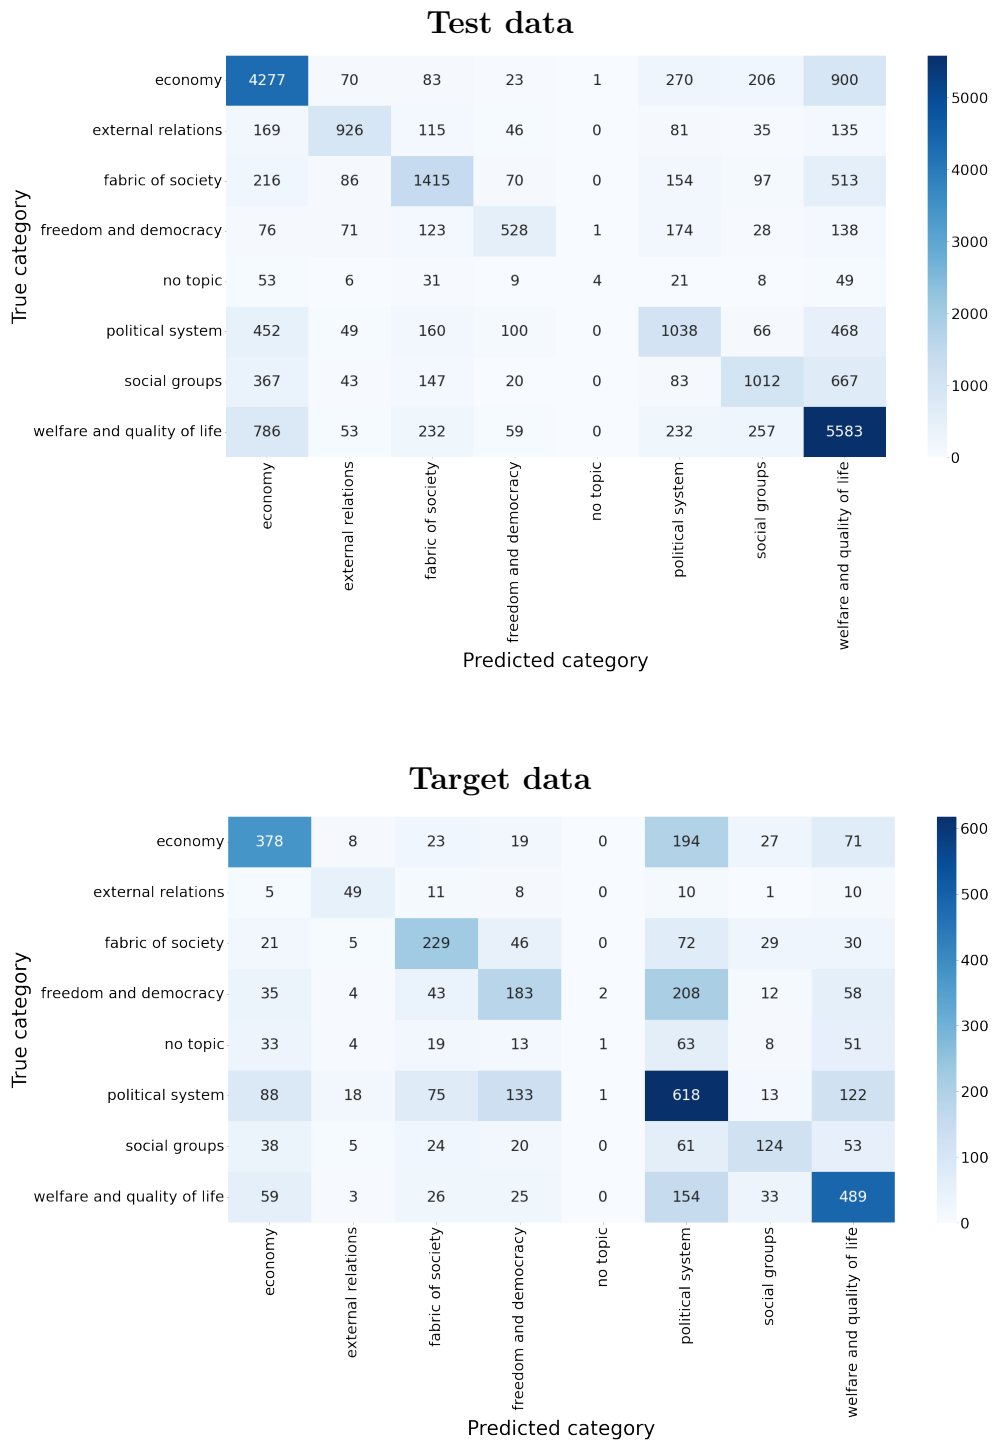 Test data
True category
economy 4277 70 83 23 1 270 206 900
external relations 169 926 115 46 0 81 35 135
fabric of society 216 86 1415 70 0 154 97 513
freedom and democracy 76 71 123 528 1 174 28 138
no topic 53 6 31 9 4 21 8 49
political system 452 49 160 100 0 1038 66 468
social groups 367 43 147 20 0 83 1012 667
welfare and quality of life 786 53 232 59 0 232 257 5583
economy
external relations
fabric of society
freedom and democracy
no topic
political system
social groups
welfare and quality of life
Predicted category
5000
4000
3000
2000
1000
0
Target data
True category
economy 378 8 23 19 0 194 27 71
external relations 5 49 11 8 0 10 1 10
fabric of society 21 5 229 46 0 72 29 30
freedom and democracy 35 4 43 183 2 208 12 58
no topic 33 4 19 13 1 63 8 51
political system 88 18 75 133 1 618 13 122
social groups 38 5 24 20 0 61 124 53
welfare and quality of life 59 3 26 25 0 154 33 489
economy
external relations
fabric of society
freedom and democracy
no topic
political system
social groups
welfare and quality of life
Predicted category
600
500
400
300
200
100
0